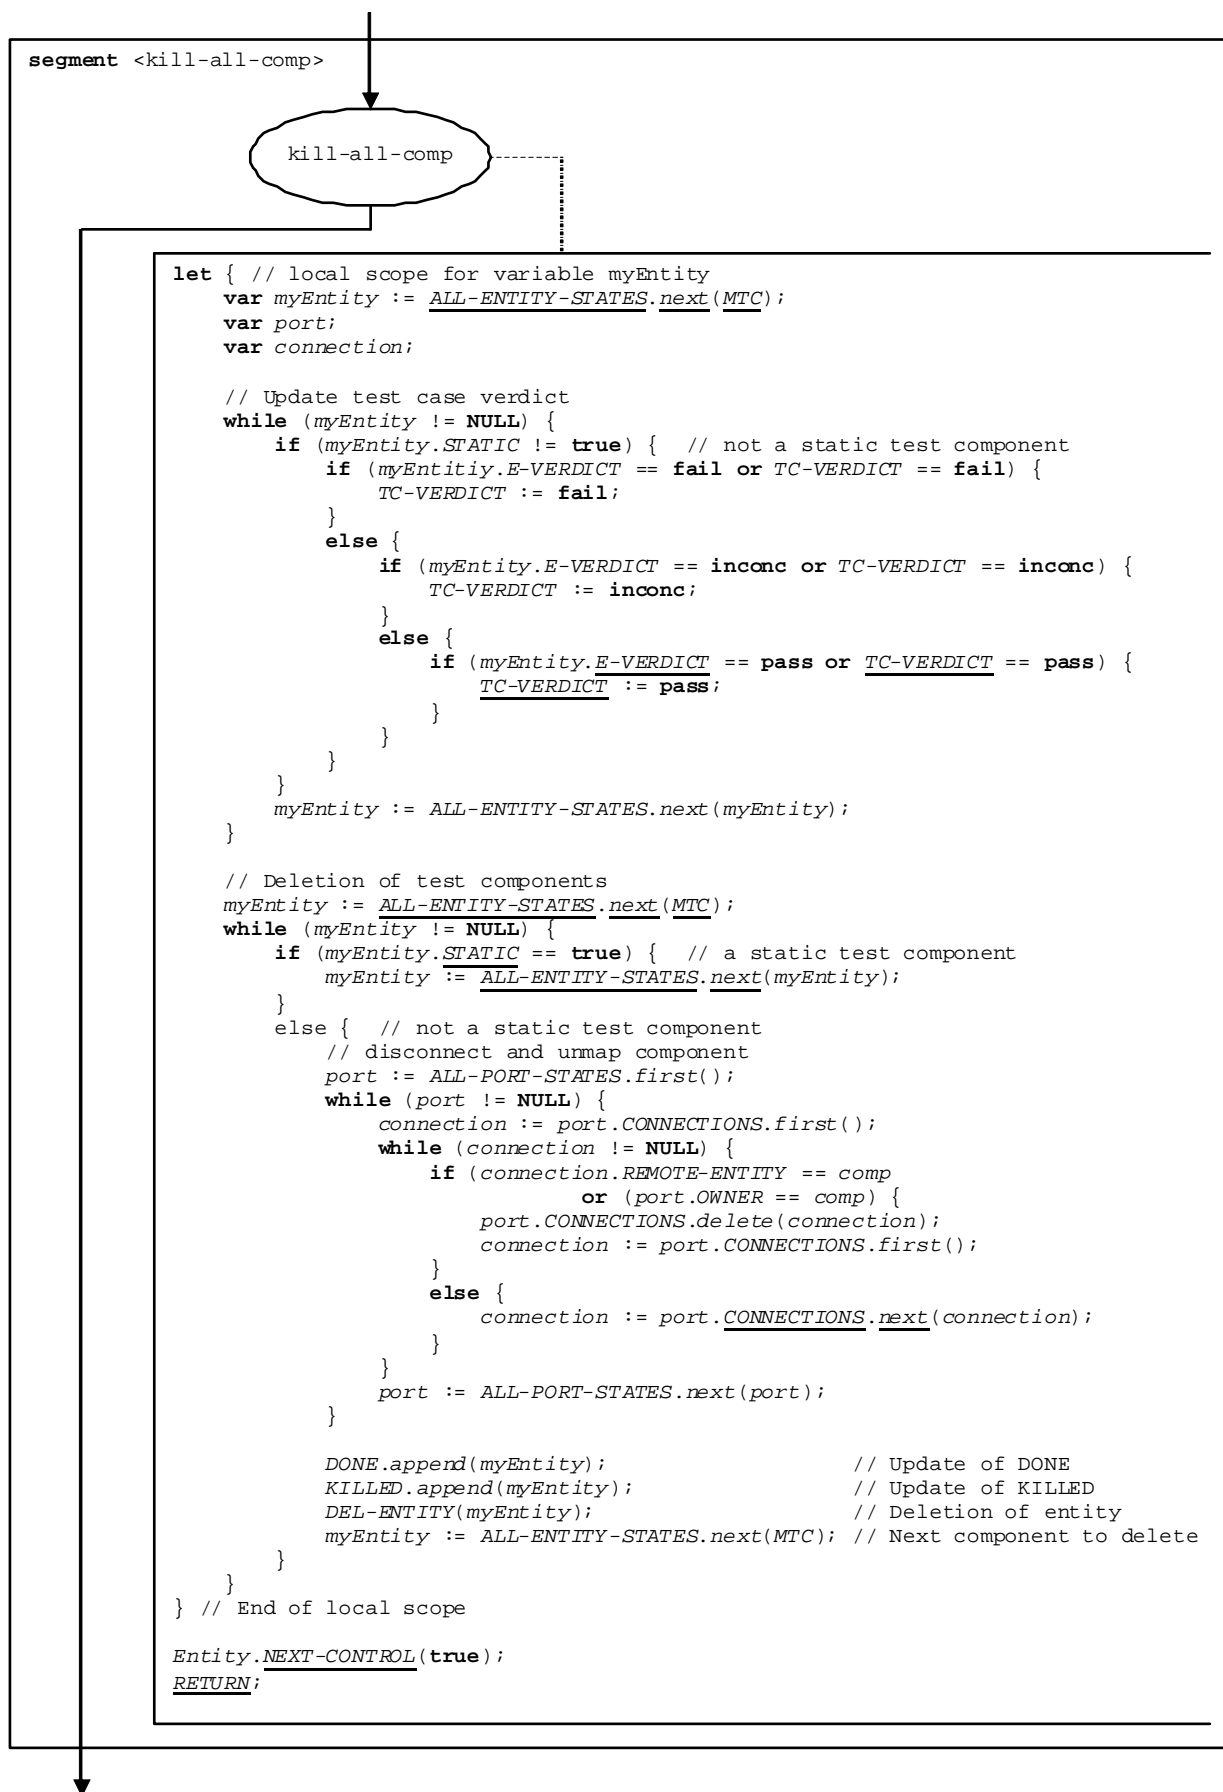 segment <kill-all-comp>
kill-all-comp
let { // local scope for variable myEntity
    var myEntity := ALL-ENTITY-STATES.next(MTC);
    var port;
    var connection;

    // Update test case verdict
    while (myEntity != NULL) {
        if (myEntity.STATIC != true) {  // not a static test component
            if (myEntitiy.E-VERDICT == fail or TC-VERDICT == fail) {
                TC-VERDICT := fail;
            }
            else {
                if (myEntity.E-VERDICT == inconc or TC-VERDICT == inconc) {
                    TC-VERDICT := inconc;
                }
                else {
                    if (myEntity.E-VERDICT == pass or TC-VERDICT == pass) {
                        TC-VERDICT := pass;
                    }
                }
            }
        }
        myEntity := ALL-ENTITY-STATES.next(myEntity);
    }

    // Deletion of test components
    myEntity := ALL-ENTITY-STATES.next(MTC);
    while (myEntity != NULL) {
        if (myEntity.STATIC == true) {  // a static test component
            myEntity := ALL-ENTITY-STATES.next(myEntity);
        }
        else {  // not a static test component
            // disconnect and unmap component
            port := ALL-PORT-STATES.first();
            while (port != NULL) {
                connection := port.CONNECTIONS.first();
                while (connection != NULL) {
                    if (connection.REMOTE-ENTITY == comp
                                or (port.OWNER == comp) {
                        port.CONNECTIONS.delete(connection);
                        connection := port.CONNECTIONS.first();
                    }
                    else {
                        connection := port.CONNECTIONS.next(connection);
                    }
                }
                port := ALL-PORT-STATES.next(port);
            }

            DONE.append(myEntity);                   // Update of DONE
            KILLED.append(myEntity);                 // Update of KILLED
            DEL-ENTITY(myEntity);                    // Deletion of entity
            myEntity := ALL-ENTITY-STATES.next(MTC); // Next component to delete
        }
    }
} // End of local scope

Entity.NEXT-CONTROL(true);
RETURN;